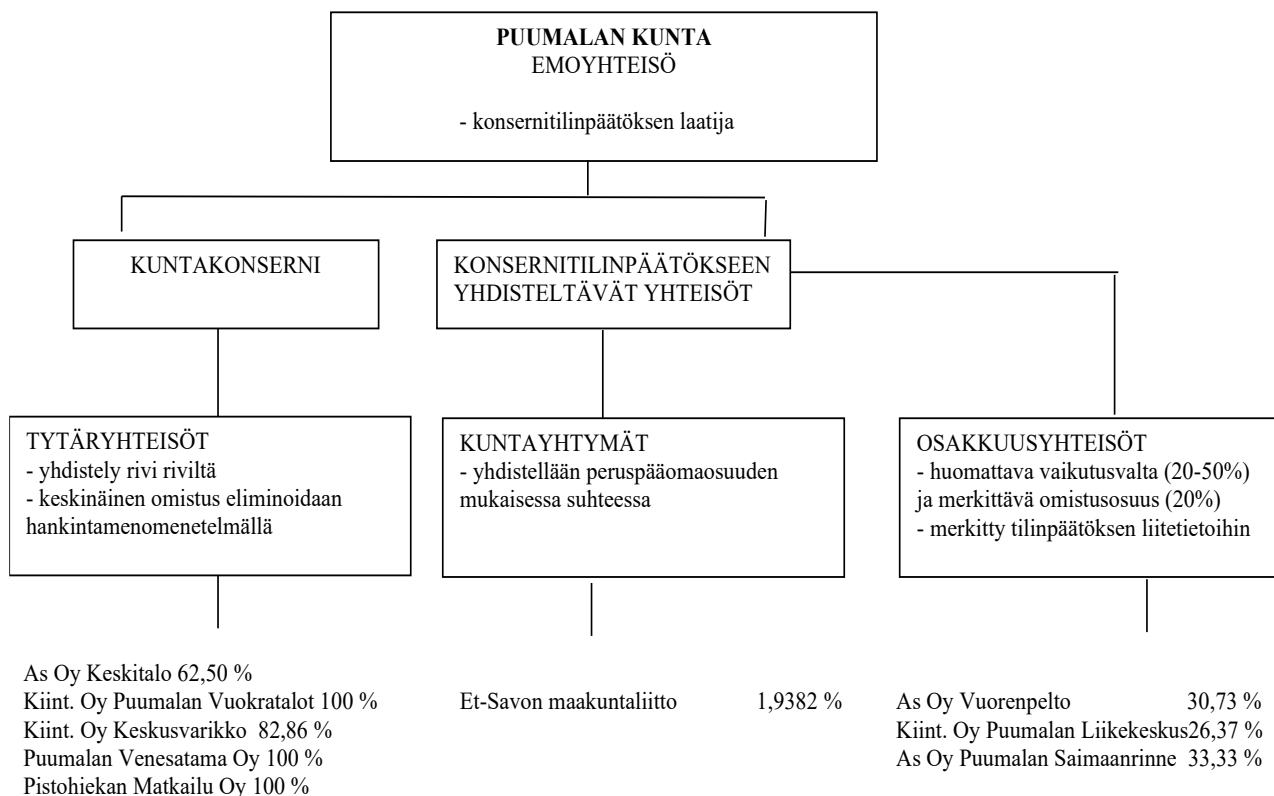 PUUMALAN KUNTA
EMOYHTEISÖ
- konsernitilinpäätöksen laatija
KUNTAKONSERNI
KONSERNITILINPÄÄTÖKSEEN
YHDISTELTÄVÄT YHTEISÖT
TYTÄRYHTEISÖT
- yhdistely rivi riviltä
- keskinäinen omistus eliminoidaan
hankintamenomenetelmällä
KUNTAYHTYMÄT
- yhdistellään peruspääomaosuuden
mukaisessa suhteessa
OSAKKUUSYHTEISÖT
- huomattava vaikutusvalta (20-50%)
ja merkittävä omistusosuus (20%)
- merkitty tilinpäätöksen liitetietoihin
As Oy Keskitalo 62,50 %
Kiint. Oy Puumalan Vuokratalot 100 %
Kiint. Oy Keskusvarikko 82,86 %
Puumalan Venesatama Oy 100 %
Pistohiekan Matkailu Oy 100 %
Et-Savon maakuntaliitto 1,9382 %
As Oy Vuorenpelto 30,73 %
Kiint. Oy Puumalan Liikekeskus26,37 %
As Oy Puumalan Saimaanrinne 33,33 %